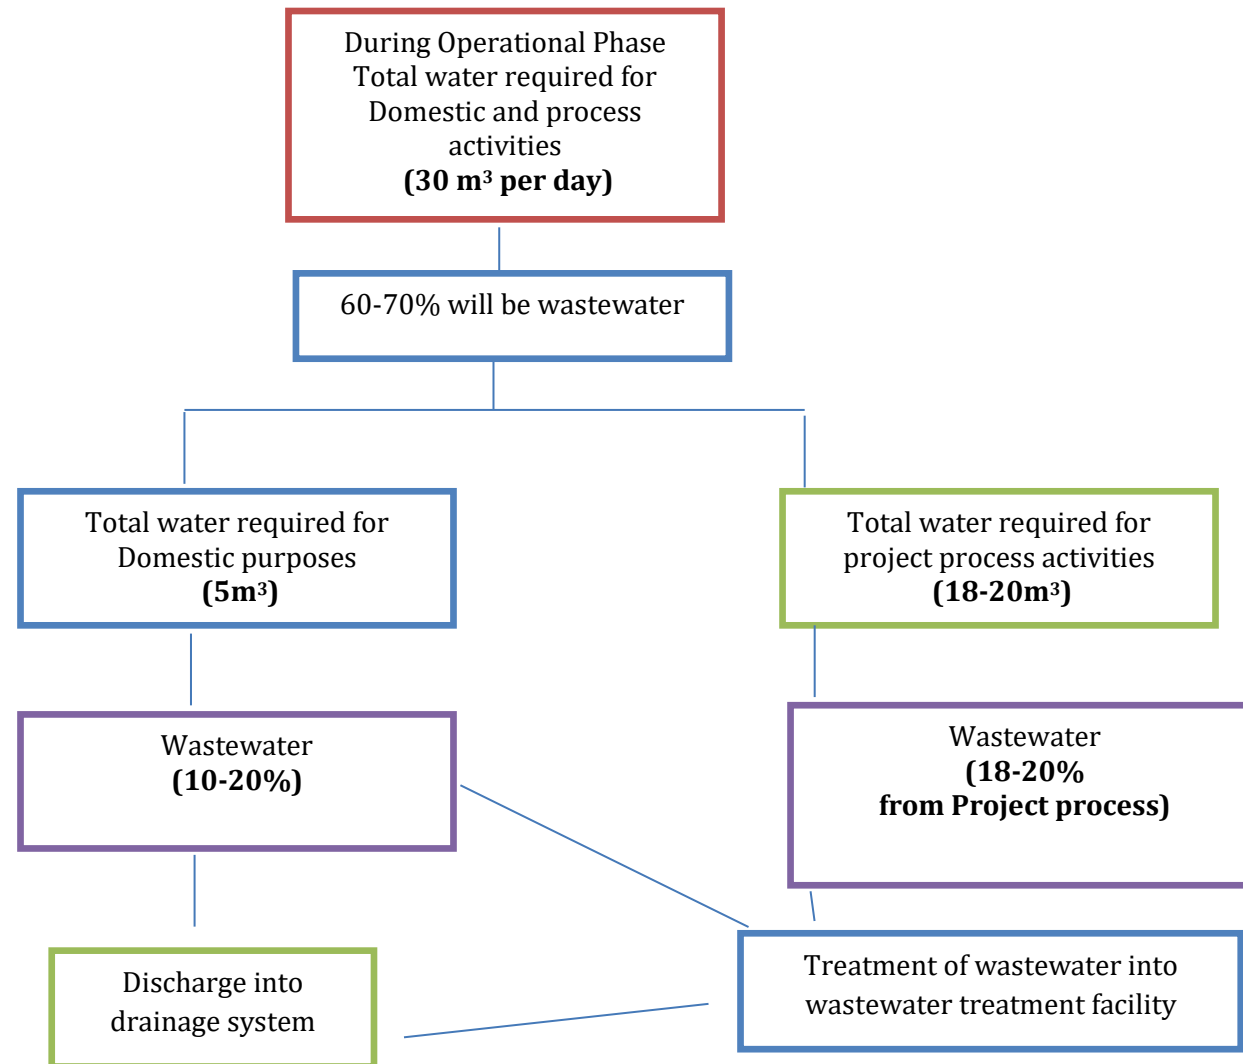 During Operational Phase
Total water required for
Domestic and process
activities
(30 m³ per day)
60-70% will be wastewater
Total water required for
Domestic purposes
(5m³)
Total water required for
project process activities
(18-20m³)
Wastewater
(10-20%)
Wastewater
(18-20%
from Project process)
Discharge into
drainage system
Treatment of wastewater into
wastewater treatment facility